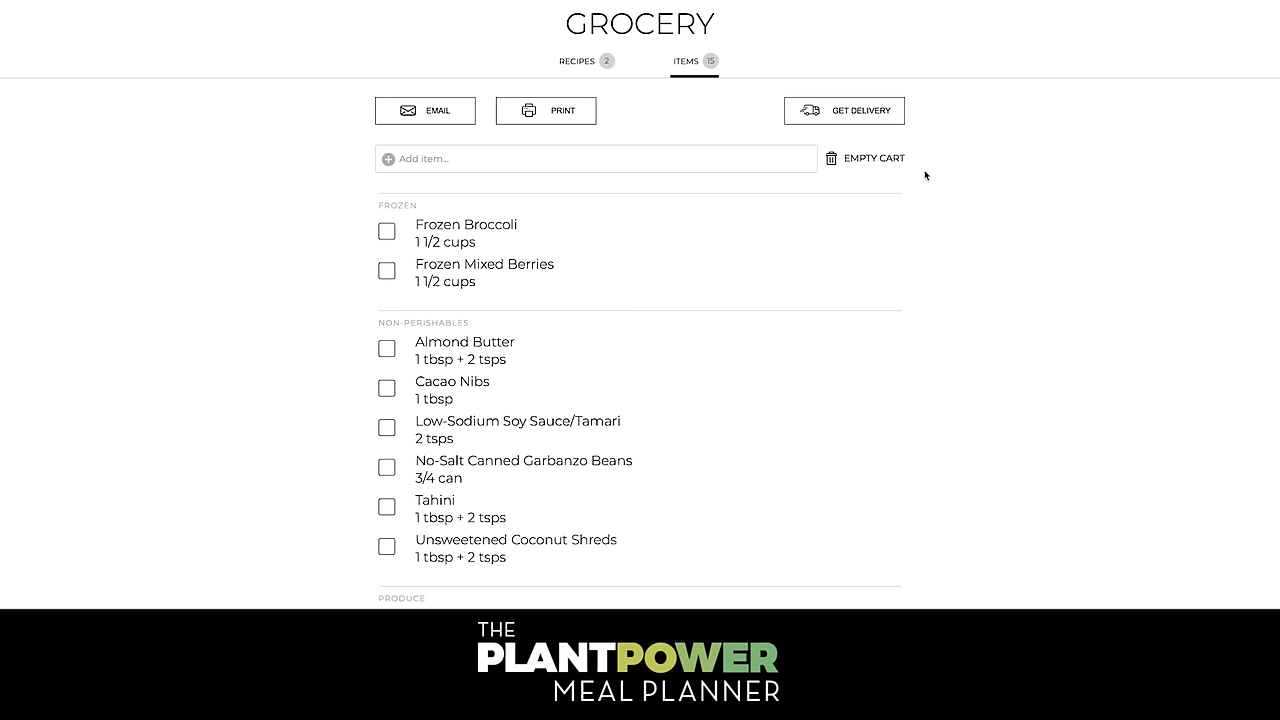 GROCERY
RECIPES 2
ITEMS 15
EMAIL
PRINT
GET DELIVERY
Add item...
EMPTY CART
FROZEN
Frozen Broccoli
1 1/2 cups
Frozen Mixed Berries
1 1/2 cups
NON-PERISHABLES
Almond Butter
1 tbsp + 2 tsps
Cacao Nibs
1 tbsp
Low-Sodium Soy Sauce/Tamari
2 tsps
No-Salt Canned Garbanzo Beans
3/4 can
Tahini
1 tbsp + 2 tsps
Unsweetened Coconut Shreds
1 tbsp + 2 tsps
PRODUCE
THE
PLANTPOWER
MEAL PLANNER